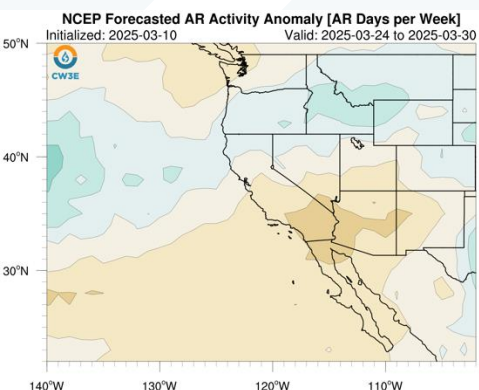 NCEP Forecasted AR Activity Anomaly [AR Days per Week]
Initialized: 2025-03-10 Valid: 2025-03-24 to 2025-03-30
50°N
CW3E
40°N
30°N
140°W 130°W 120°W 110°W